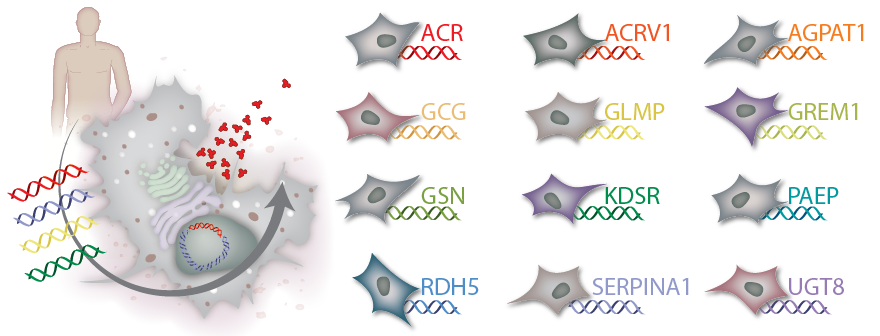 ACR
ACRV1
AGPAT1
GCG
GLMP
GREM1
GSN
KDSR
PAEP
RDH5
SERPINA1
UGT8